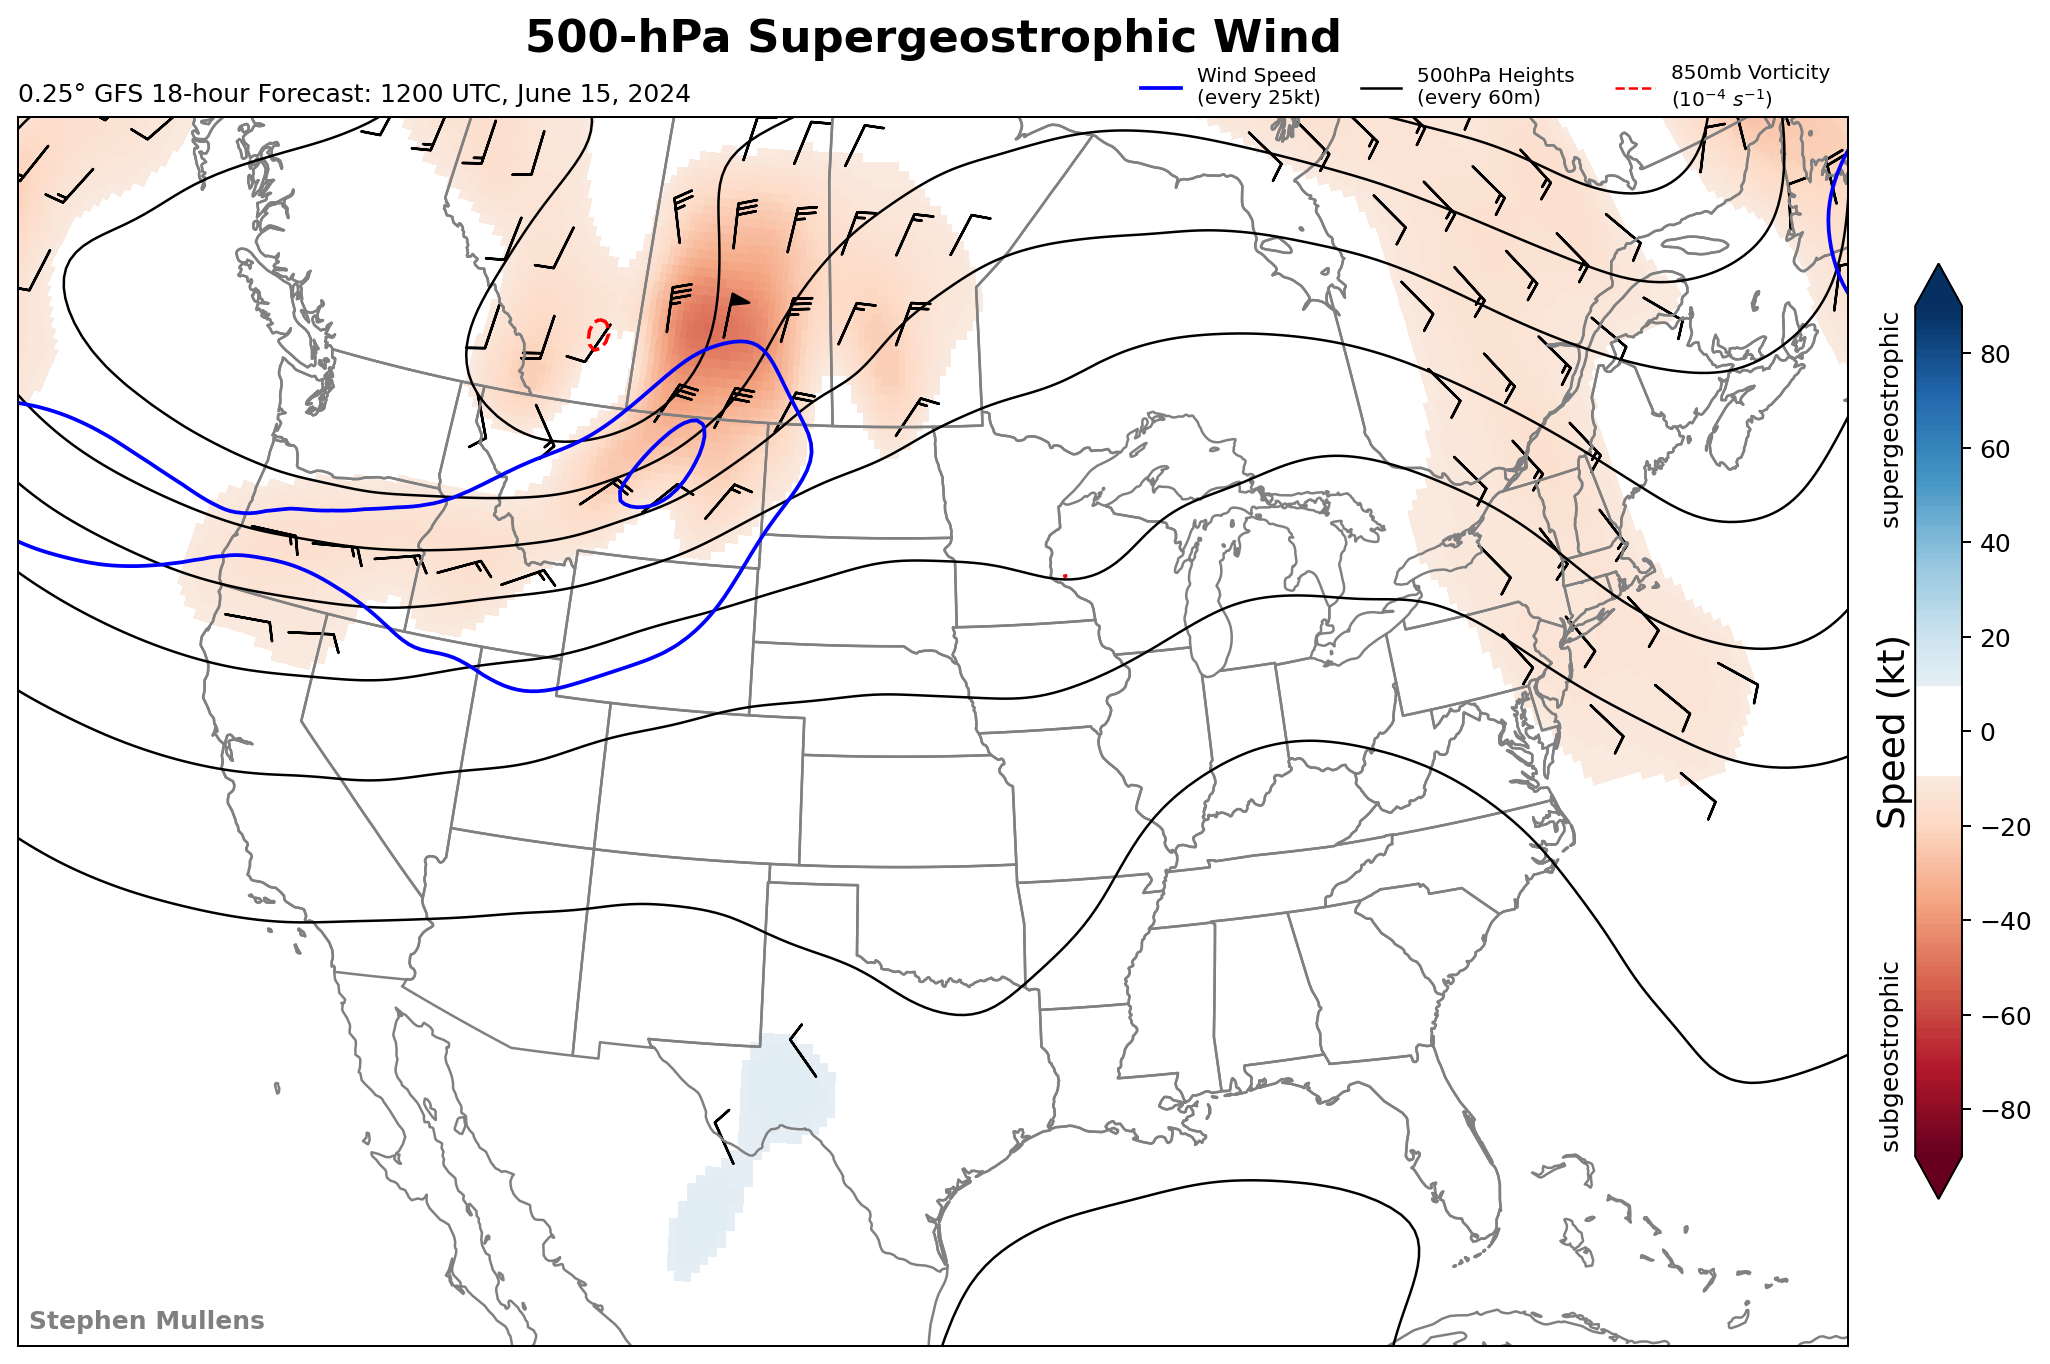 500-hPa Supergeostrophic Wind
0.25° GFS 18-hour Forecast: 1200 UTC, June 15, 2024
Wind Speed
(every 25kt)
500hPa Heights
(every 60m)
850mb Vorticity
(10⁻⁴ s⁻¹)
supergeostrophic
Speed (kt)
subgeostrophic
80
60
40
20
0
−20
−40
−60
−80
Stephen Mullens